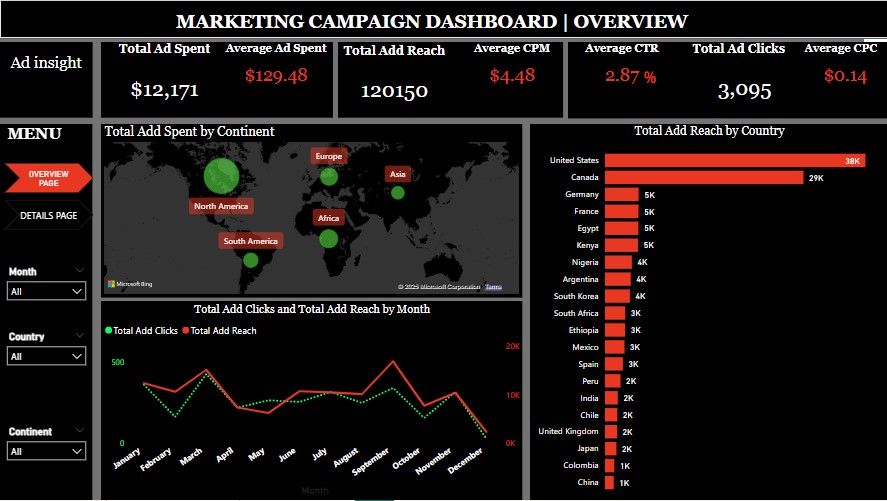 MARKETING CAMPAIGN DASHBOARD | OVERVIEW
Ad insight
Total Ad Spent
$12,171
Average Ad Spent
$129.48
Total Add Reach
120150
Average CPM
$4.48
Average CTR
2.87 %
Total Ad Clicks
3,095
Average CPC
$0.14
MENU
OVERVIEW
PAGE
DETAILS PAGE
Month
All
Country
All
Continent
All
Total Add Spent by Continent
Europe
Asia
North America
Africa
South America
Microsoft Bing
© 2025 Microsoft Corporation Terms
Total Add Clicks and Total Add Reach by Month
Total Add Clicks
Total Add Reach
500
0
20K
10K
0K
January
February
March
April
May
June
July
August
September
October
November
December
Month
Total Add Reach by Country
United States 38K
Canada 29K
Germany 5K
France 5K
Egypt 5K
Kenya 5K
Nigeria 4K
Argentina 4K
South Korea 4K
South Africa 3K
Ethiopia 3K
Mexico 3K
Spain 3K
Peru 2K
India 2K
Chile 2K
United Kingdom 2K
Japan 2K
Colombia 1K
China 1K